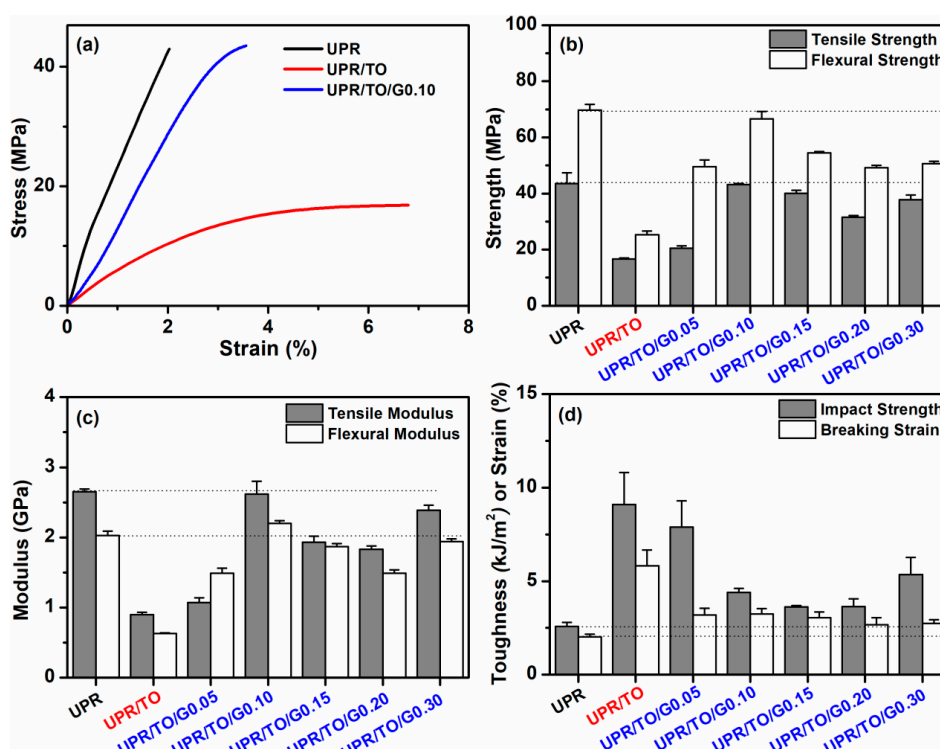 (a)
UPR
UPR/TO
UPR/TO/G0.10
Stress (MPa)
40
20
0
0 2 4 6 8
Strain (%)
(b)
Tensile Strength
Flexural Strength
Strength (MPa)
100
80
60
40
20
0
UPR
UPR/TO
UPR/TO/G0.05
UPR/TO/G0.10
UPR/TO/G0.15
UPR/TO/G0.20
UPR/TO/G0.30
(c)
Tensile Modulus
Flexural Modulus
Modulus (GPa)
4
3
2
1
0
UPR
UPR/TO
UPR/TO/G0.05
UPR/TO/G0.10
UPR/TO/G0.15
UPR/TO/G0.20
UPR/TO/G0.30
(d)
Impact Strength
Breaking Strain
Toughness (kJ/m²) or Strain (%)
15
10
5
0
UPR
UPR/TO
UPR/TO/G0.05
UPR/TO/G0.10
UPR/TO/G0.15
UPR/TO/G0.20
UPR/TO/G0.30